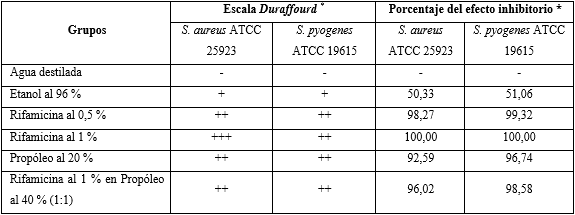 Grupos
Escala Duraffourd *
Porcentaje del efecto inhibitorio *
S. aureus ATCC 25923
S. pyogenes ATCC 19615
S. aureus ATCC 25923
S. pyogenes ATCC 19615
Agua destilada - - - -
Etanol al 96 % + + 50,33 51,06
Rifamicina al 0,5 % ++ ++ 98,27 99,32
Rifamicina al 1 % +++ ++ 100,00 100,00
Propóleo al 20 % ++ ++ 92,59 96,74
Rifamicina al 1 % en Propóleo al 40 % (1:1) ++ ++ 96,02 98,58